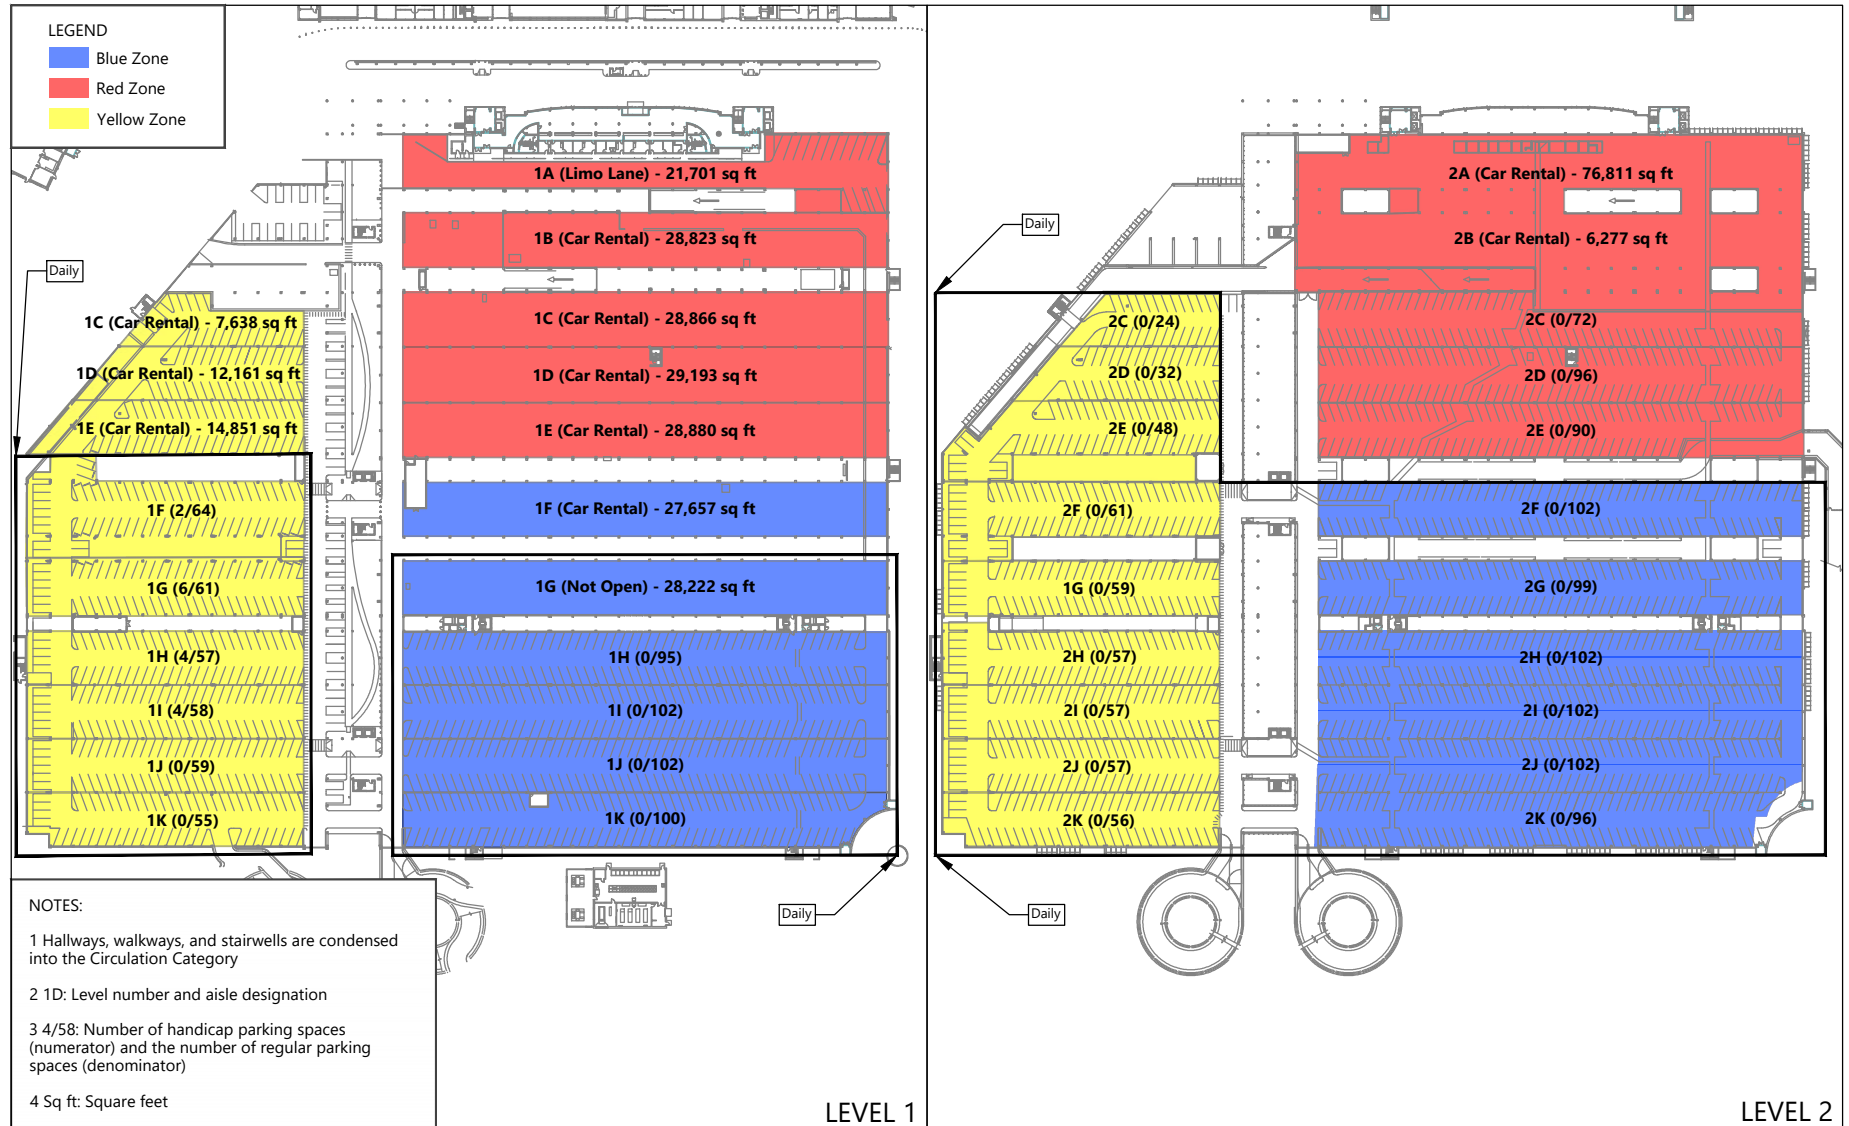 LEGEND
Blue Zone
Red Zone
Yellow Zone
Daily
1A (Limo Lane) - 21,701 sq ft
1B (Car Rental) - 28,823 sq ft
1C (Car Rental) - 7,638 sq ft
1C (Car Rental) - 28,866 sq ft
1D (Car Rental) - 12,161 sq ft
1D (Car Rental) - 29,193 sq ft
1E (Car Rental) - 14,851 sq ft
1E (Car Rental) - 28,880 sq ft
1F (2/64)
1F (Car Rental) - 27,657 sq ft
1G (6/61)
1G (Not Open) - 28,222 sq ft
1H (4/57)
1H (0/95)
1I (4/58)
1I (0/102)
1J (0/59)
1J (0/102)
1K (0/55)
1K (0/100)
Daily
NOTES:
1 Hallways, walkways, and stairwells are condensed
into the Circulation Category
2 1D: Level number and aisle designation
3 4/58: Number of handicap parking spaces
(numerator) and the number of regular parking
spaces (denominator)
4 Sq ft: Square feet
LEVEL 1
Daily
2A (Car Rental) - 76,811 sq ft
2B (Car Rental) - 6,277 sq ft
2C (0/24)
2C (0/72)
2D (0/32)
2D (0/96)
2E (0/48)
2E (0/90)
2F (0/61)
2F (0/102)
1G (0/59)
2G (0/99)
2H (0/57)
2H (0/102)
2I (0/57)
2I (0/102)
2J (0/57)
2J (0/102)
2K (0/56)
2K (0/96)
Daily
LEVEL 2